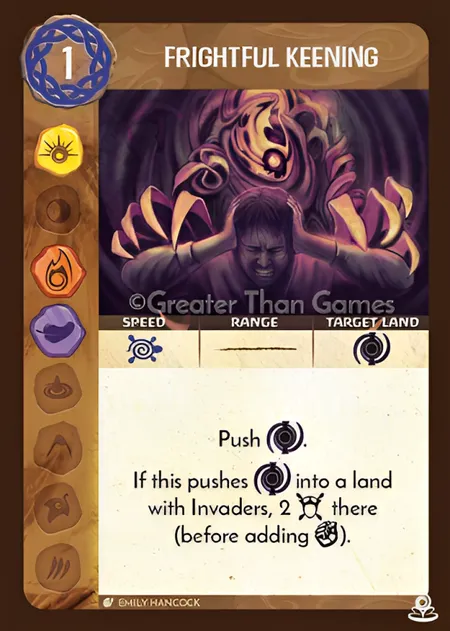 1
FRIGHTFUL KEENING
©Greater Than Games
SPEED RANGE TARGET LAND
Push .
If this pushes into a land
with Invaders, 2 there
(before adding ).
EMILY HANCOCK